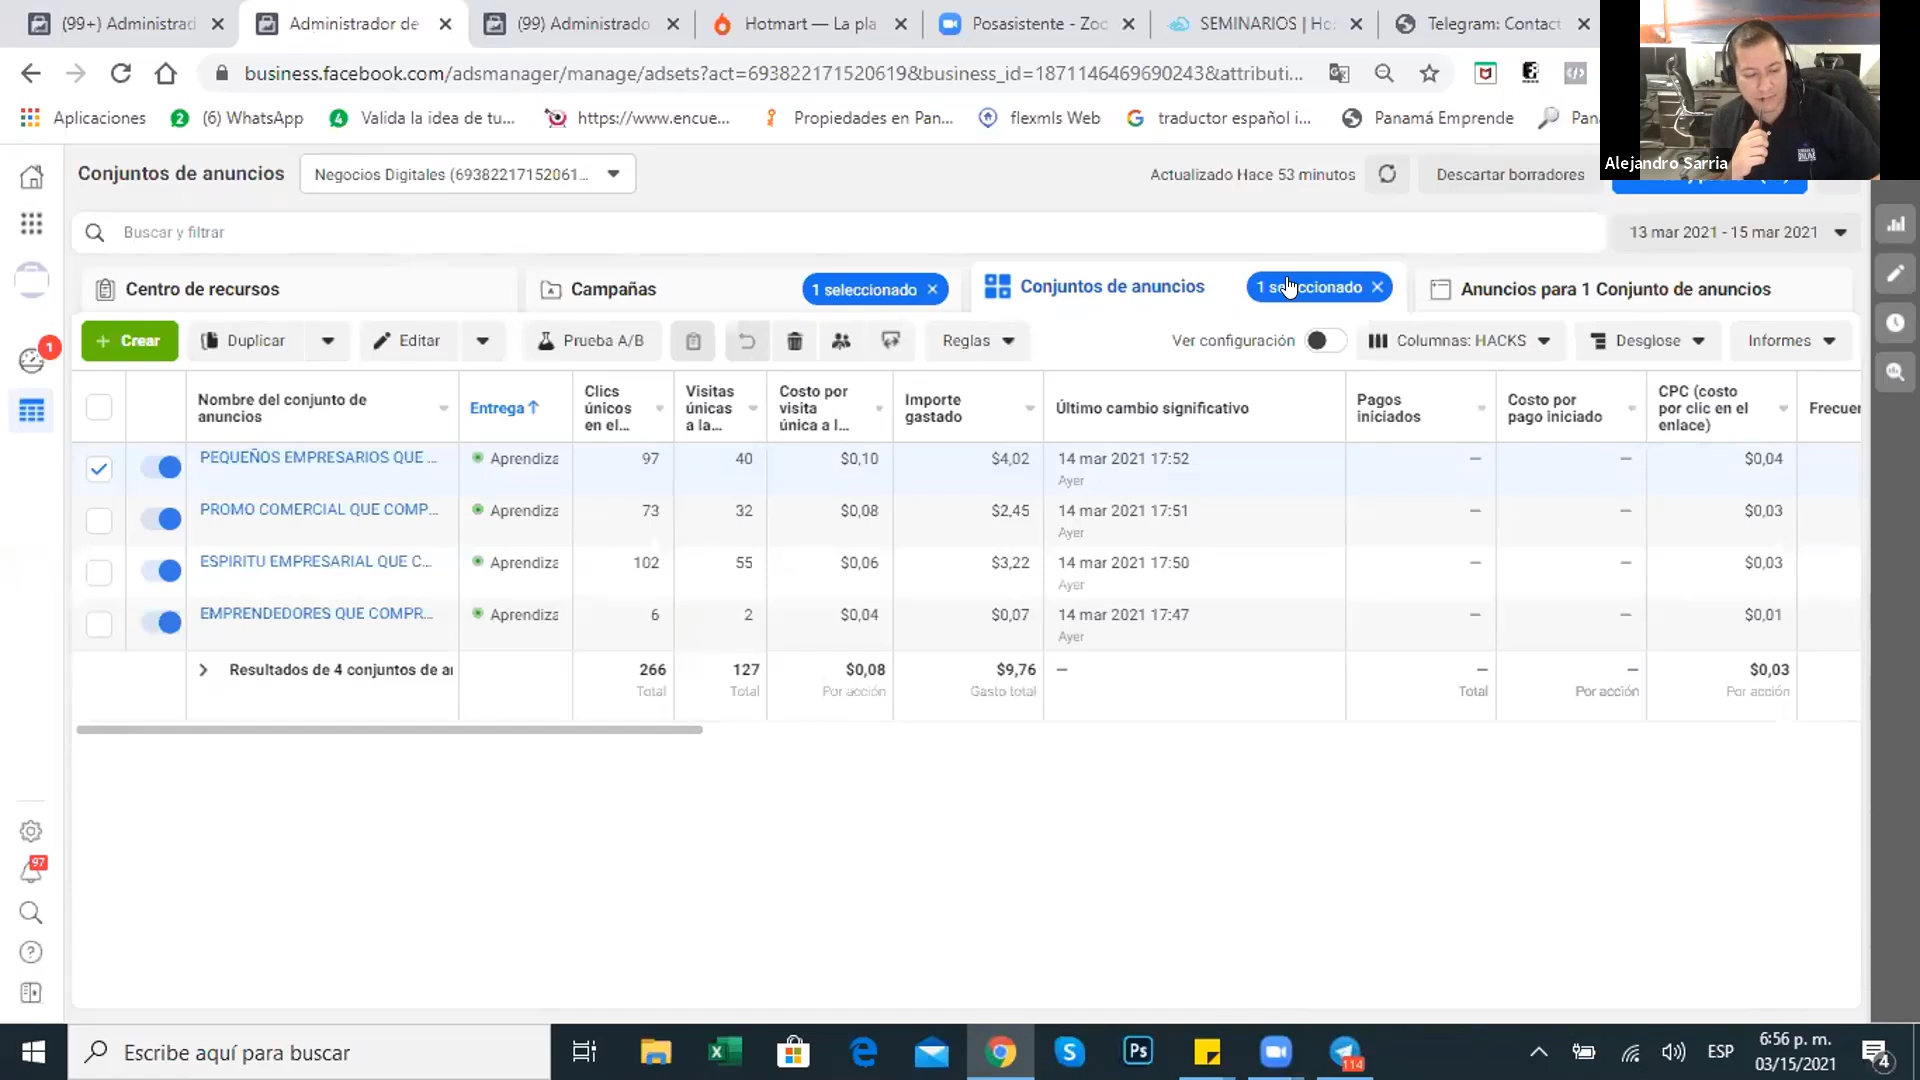 (99+) Administrad
Administrador de
(99) Administrado
Hotmart — La pla
Posasistente - Zoo
SEMINARIOS | Ho
Telegram: Contact
business.facebook.com/adsmanager/manage/adsets?act=693822171520619&business_id=1871146469690243&attributi...
Aplicaciones
(6) WhatsApp
Valida la idea de tu...
https://www.encue...
Propiedades en Pan...
flexmls Web
traductor español i...
Panamá Emprende
Pan
Alejandro Sarria
Conjuntos de anuncios
Negocios Digitales (69382217152061...
Actualizado Hace 53 minutos
Descartar borradores
Buscar y filtrar
13 mar 2021 - 15 mar 2021
Centro de recursos
Campañas
1 seleccionado
Conjuntos de anuncios
Anuncios para 1 Conjunto de anuncios
Crear
Duplicar
Editar
Prueba A/B
Reglas
Ver configuración
Columnas: HACKS
Desglose
Informes
Nombre del conjunto de
anuncios
Entrega↑
Clics
únicos
en el...
Visitas
únicas
a la...
Costo por
visita
única a l...
Importe
gastado
Último cambio significativo
Pagos
iniciados
Costo por
pago iniciado
CPC (costo
por clic en el
enlace)
Frecuen
PEQUEÑOS EMPRESARIOS QUE ... Aprendiza 97 40 $0,10 $4,02 14 mar 2021 17:52 — — $0,04
Ayer
PROMO COMERCIAL QUE COMP... Aprendiza 73 32 $0,08 $2,45 14 mar 2021 17:51 — — $0,03
Ayer
ESPIRITU EMPRESARIAL QUE C... Aprendiza 102 55 $0,06 $3,22 14 mar 2021 17:50 — — $0,03
Ayer
EMPRENDEDORES QUE COMPR... Aprendiza 6 2 $0,04 $0,07 14 mar 2021 17:47 — — $0,01
Ayer
Resultados de 4 conjuntos de ai 266 127 $0,08 $9,76 — — — $0,03
Total Total Por acción Gasto total Total Por acción Por acción
1
97
Escribe aquí para buscar
Ps
114
ESP
6:56 p. m.
03/15/2021
4